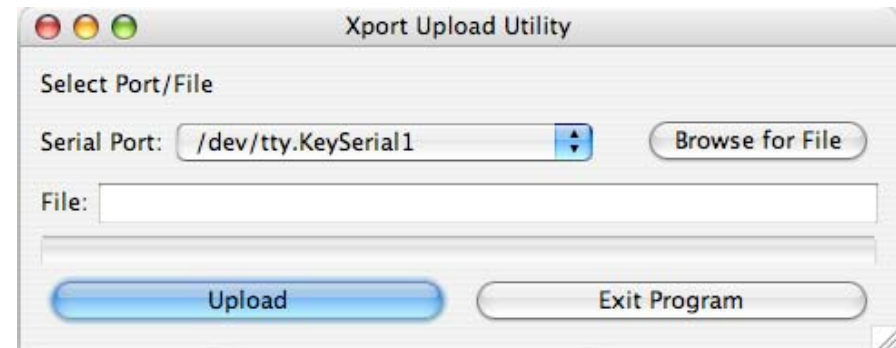 Xport Upload Utility
Select Port/File
Serial Port: /dev/tty.KeySerial1 Browse for File
File:
Upload Exit Program